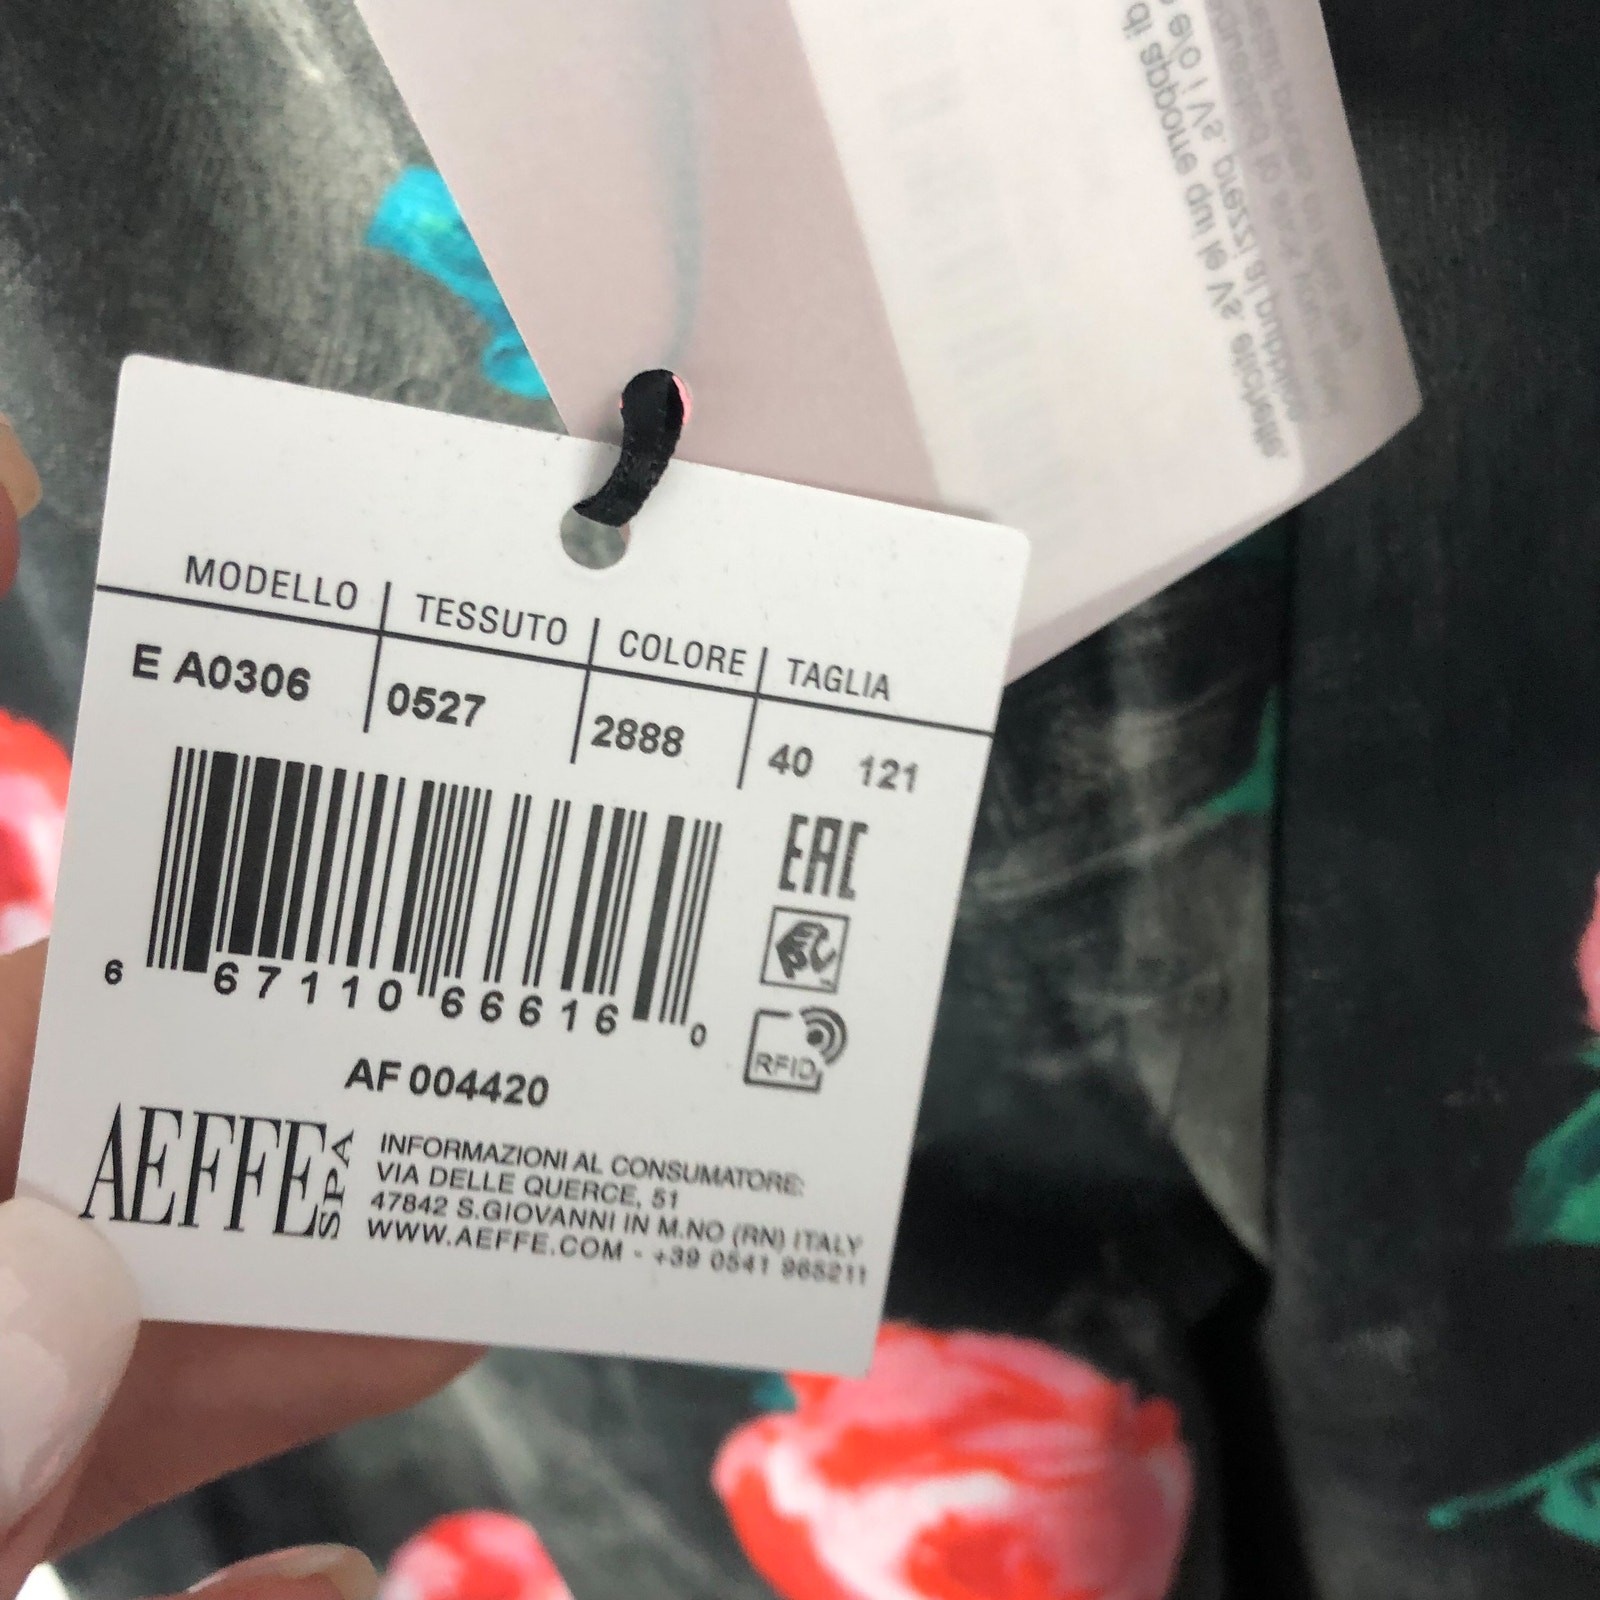 MODELLO TESSUTO COLORE TAGLIA
E A0306 0527 2888 40 121
EAC
RFID
6 67110 66616 0
AF 004420
AEFFE SPA
INFORMAZIONI AL CONSUMATORE:
VIA DELLE QUERCE, 51
47842 S.GIOVANNI IN M.NO (RN) ITALY
WWW.AEFFE.COM - +39 0541 965211